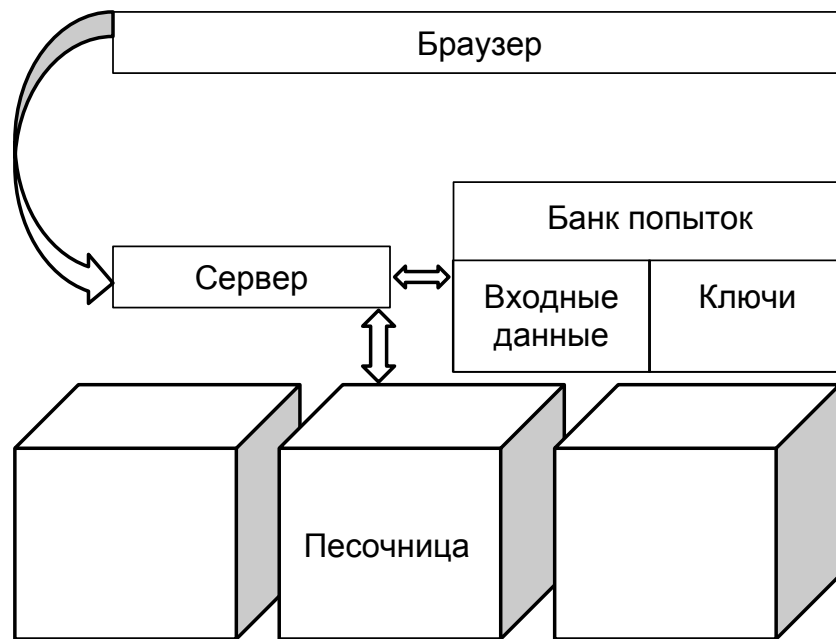 Браузер
Банк попыток
Сервер
Входные
данные
Ключи
Песочница